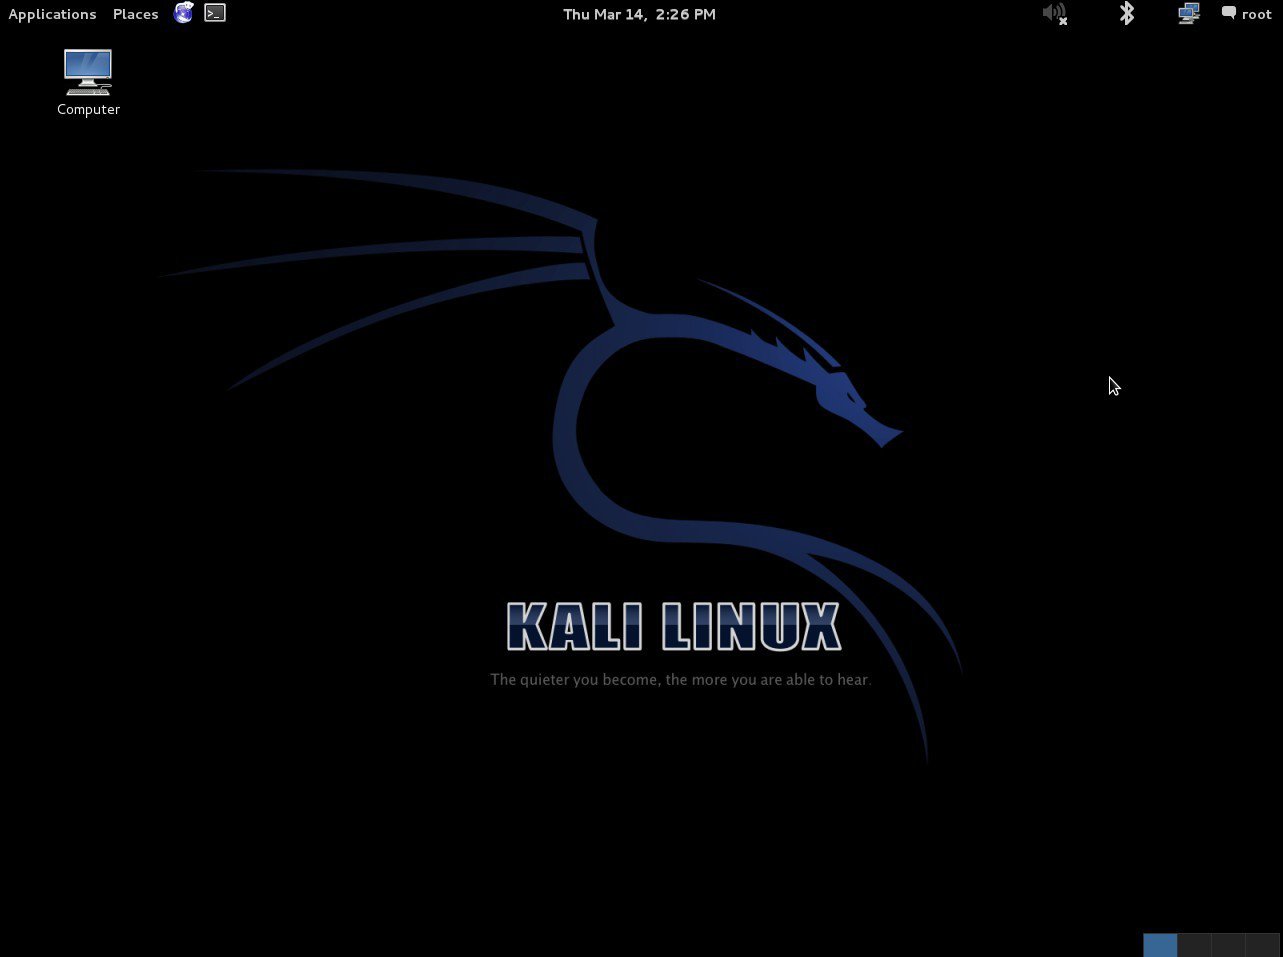 Applications Places Thu Mar 14, 2:26 PM root
Computer
KALI LINUX
The quieter you become, the more you are able to hear.